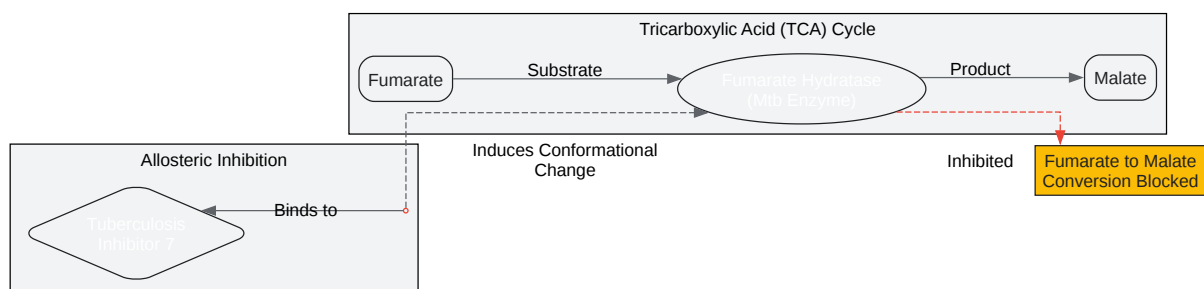 Tricarboxylic Acid (TCA) Cycle
Fumarate
Substrate
Fumarate Hydratase
(Mtb Enzyme)
Product
Malate
Induces Conformational
Change
Inhibited
Fumarate to Malate
Conversion Blocked
Allosteric Inhibition
Binds to
Tuberculosis
Inhibitor 7